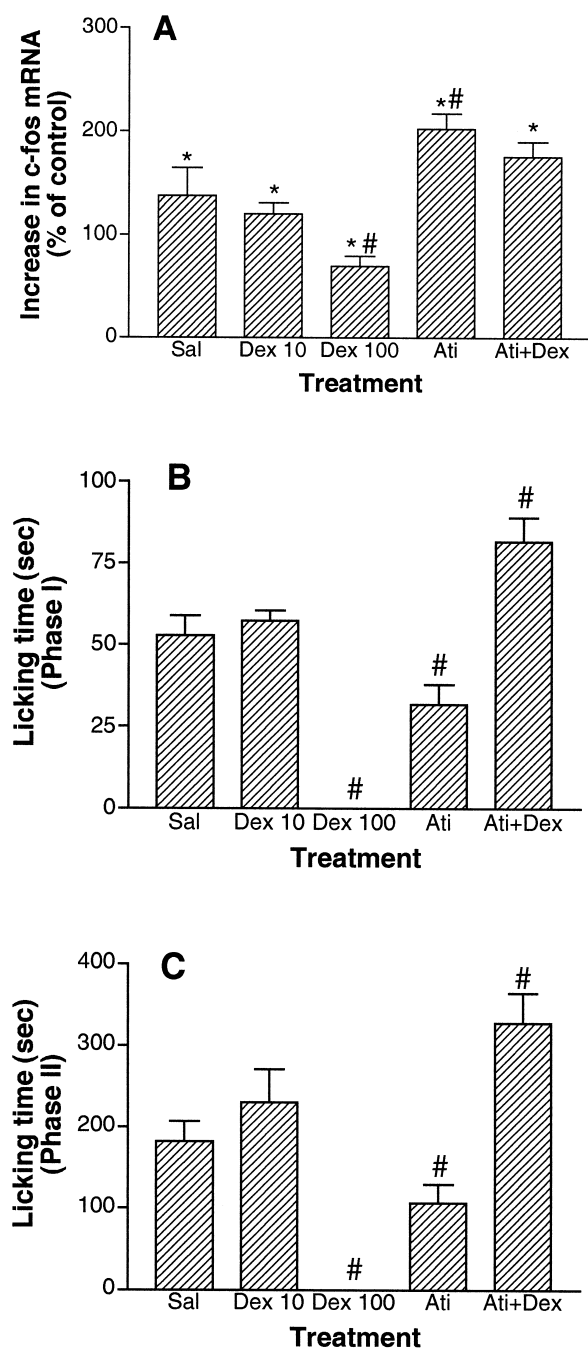 A
Increase in c-fos mRNA
(% of control)
300
200
100
0
*
*
* #
*#
*
Sal Dex 10 Dex 100 Ati Ati+Dex
Treatment
B
Licking time (sec)
(Phase I)
100
75
50
25
0
#
#
#
Sal Dex 10 Dex 100 Ati Ati+Dex
Treatment
C
Licking time (sec)
(Phase II)
400
300
200
100
0
#
#
#
Sal Dex 10 Dex 100 Ati Ati+Dex
Treatment